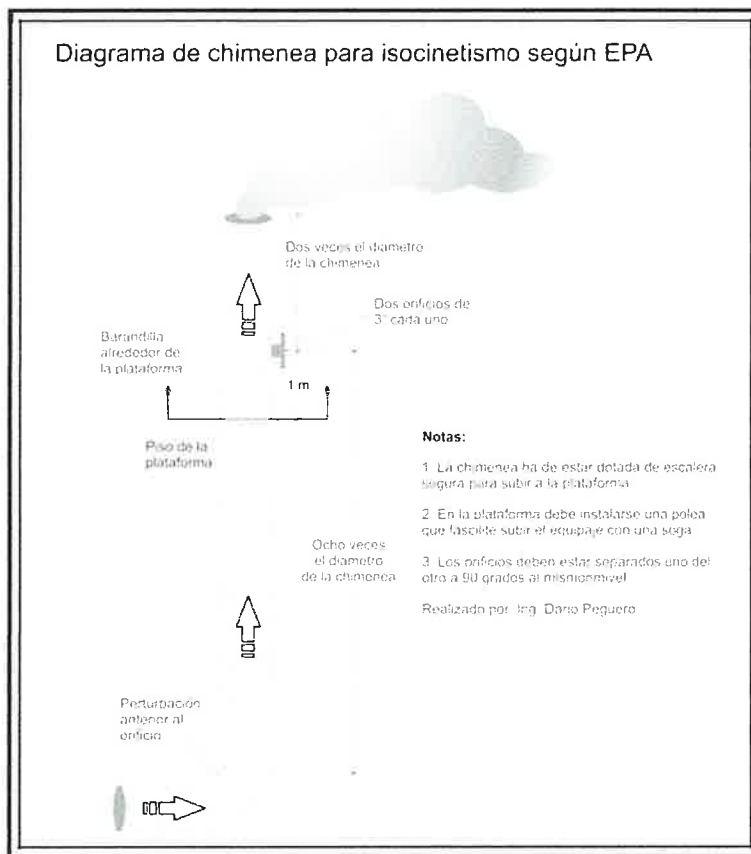 Diagrama de chimenea para isocinetismo según EPA
Dos veces el diametro
de la chimenea
Dos orificios de
3" cada uno
Barandilla
alrededor de
la plataforma
1 m
Piso de la
plataforma
Notas:
1 La chimenea ha de estar dotada de escalera
segura para subir a la plataforma
2 En la plataforma debe instalarse una polea
que fascilite subir el equipaje con una soga
3 Los orificios deben estar separados uno del
otro a 90 grados al mismonmivel
Realizado por Ing Dario Peguero
Ocho veces
el diametro
de la chimenea
Perturbación
anterior al
orificio